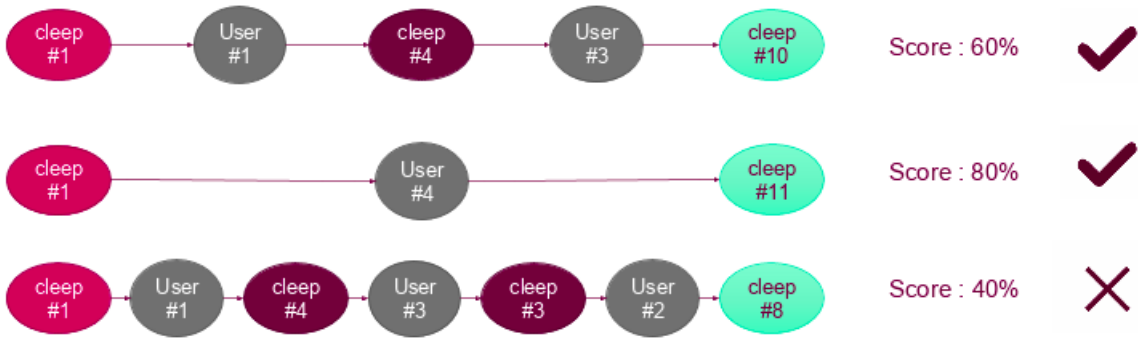 cleep
#1
User
#1
cleep
#4
User
#3
cleep
#10
Score : 60%
cleep
#1
User
#4
cleep
#11
Score : 80%
cleep
#1
User
#1
cleep
#4
User
#3
cleep
#3
User
#2
cleep
#8
Score : 40%